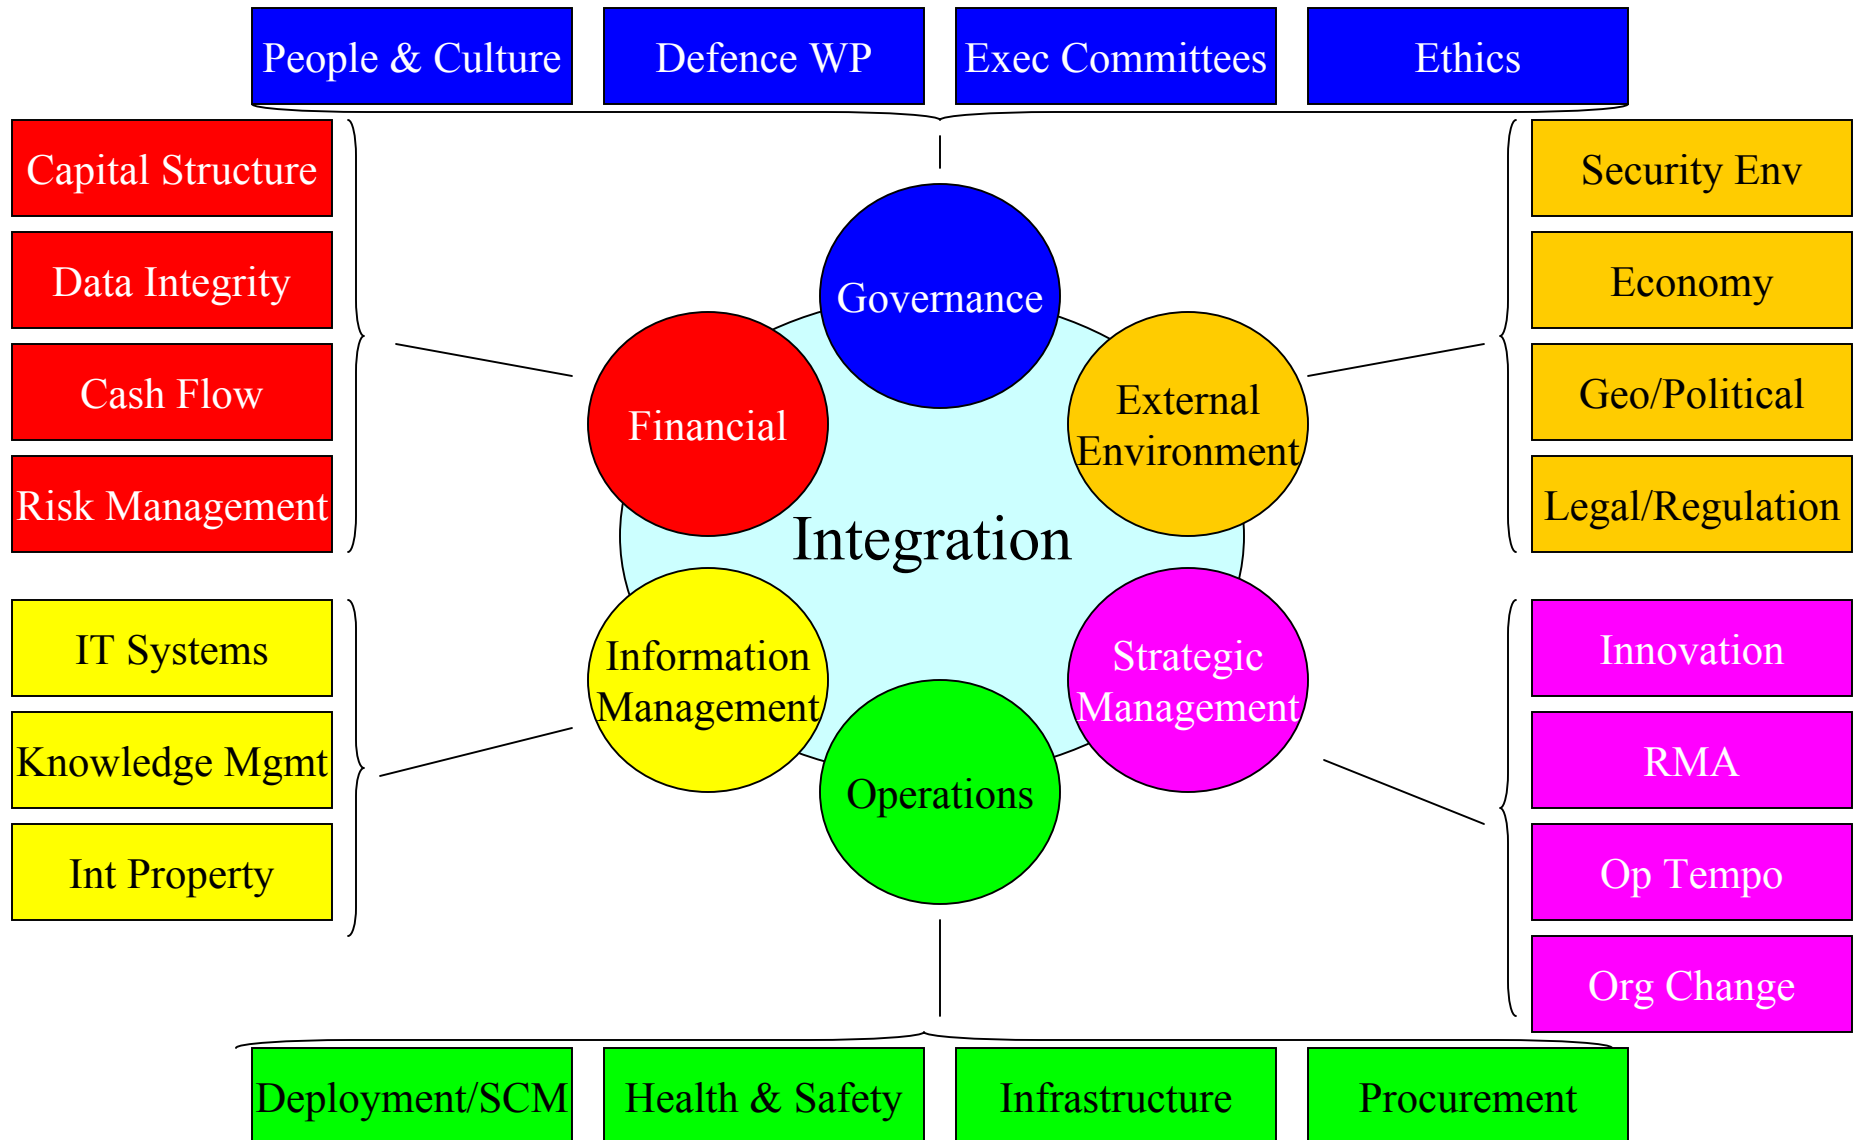 People & Culture
Defence WP
Exec Committees
Ethics
Capital Structure
Data Integrity
Cash Flow
Risk Management
Security Env
Economy
Geo/Political
Legal/Regulation
Governance
Financial
External
Environment
Integration
Information
Management
Strategic
Management
Operations
IT Systems
Knowledge Mgmt
Int Property
Innovation
RMA
Op Tempo
Org Change
Deployment/SCM
Health & Safety
Infrastructure
Procurement